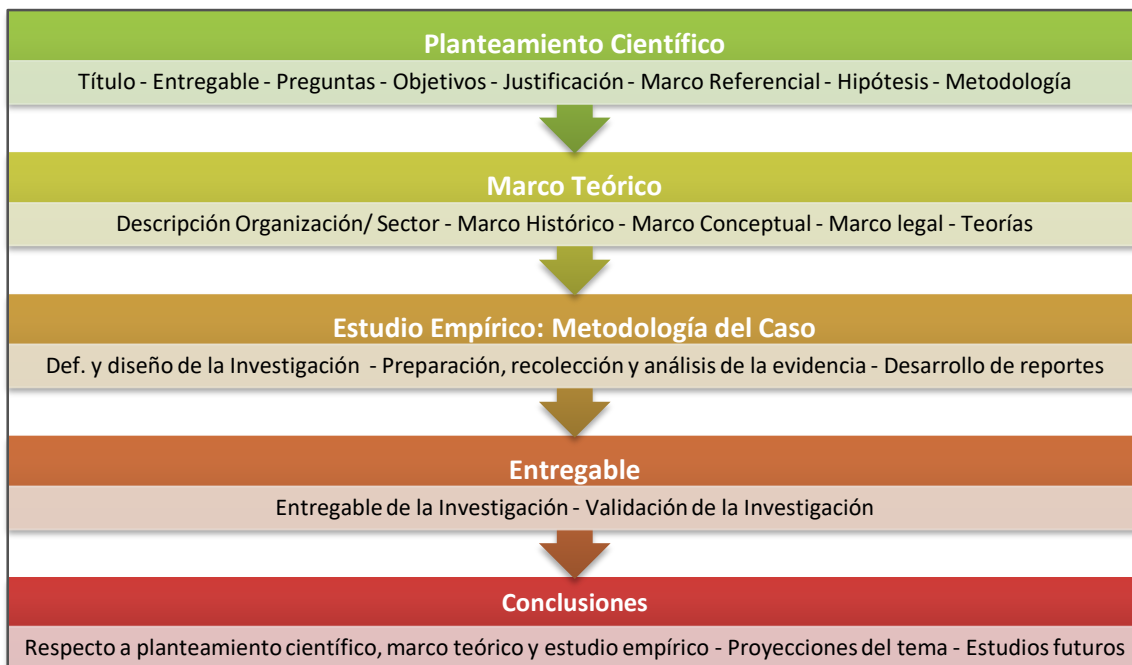 Planteamiento Científico
Título - Entregable - Preguntas - Objetivos - Justificación - Marco Referencial - Hipótesis - Metodología
Marco Teórico
Descripción Organización/ Sector - Marco Histórico - Marco Conceptual - Marco legal - Teorías
Estudio Empírico: Metodología del Caso
Def. y diseño de la Investigación - Preparación, recolección y análisis de la evidencia - Desarrollo de reportes
Entregable
Entregable de la Investigación - Validación de la Investigación
Conclusiones
Respecto a planteamiento científico, marco teórico y estudio empírico - Proyecciones del tema - Estudios futuros